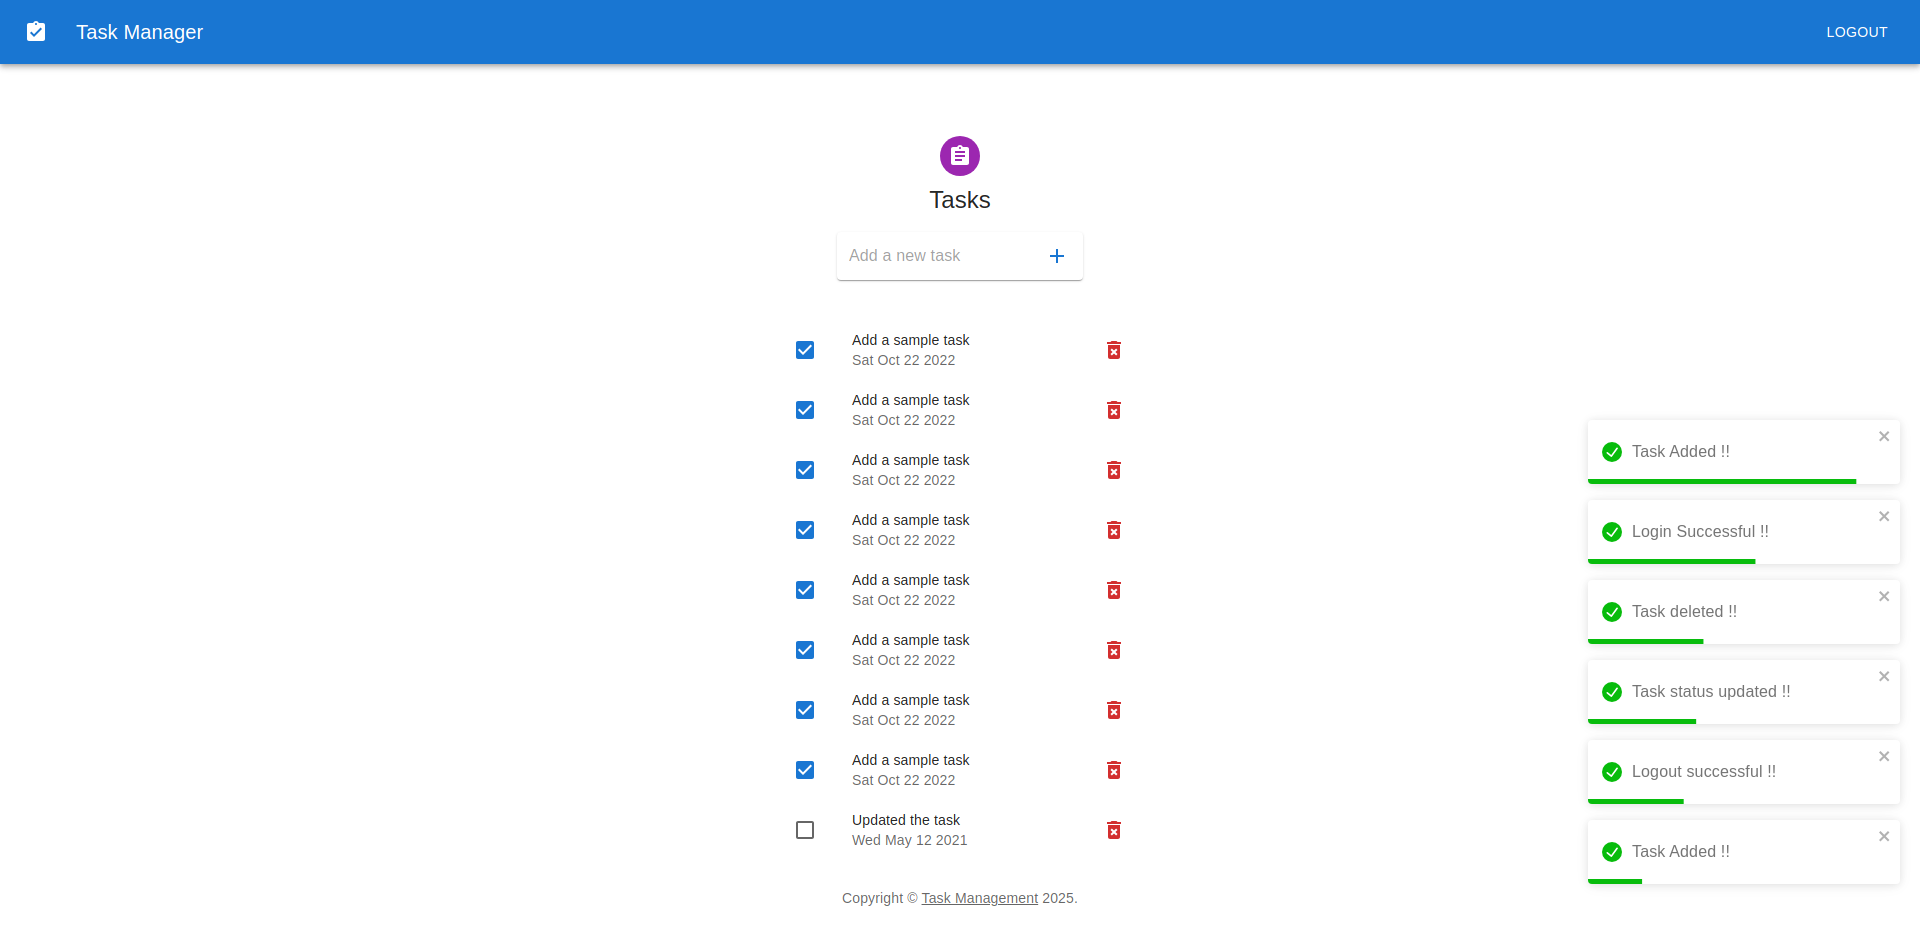 Task Manager
LOGOUT
Tasks
Add a new task
Add a sample task
Sat Oct 22 2022
Add a sample task
Sat Oct 22 2022
Add a sample task
Sat Oct 22 2022
Add a sample task
Sat Oct 22 2022
Add a sample task
Sat Oct 22 2022
Add a sample task
Sat Oct 22 2022
Add a sample task
Sat Oct 22 2022
Add a sample task
Sat Oct 22 2022
Updated the task
Wed May 12 2021
Copyright © Task Management 2025.
Task Added !!
Login Successful !!
Task deleted !!
Task status updated !!
Logout successful !!
Task Added !!